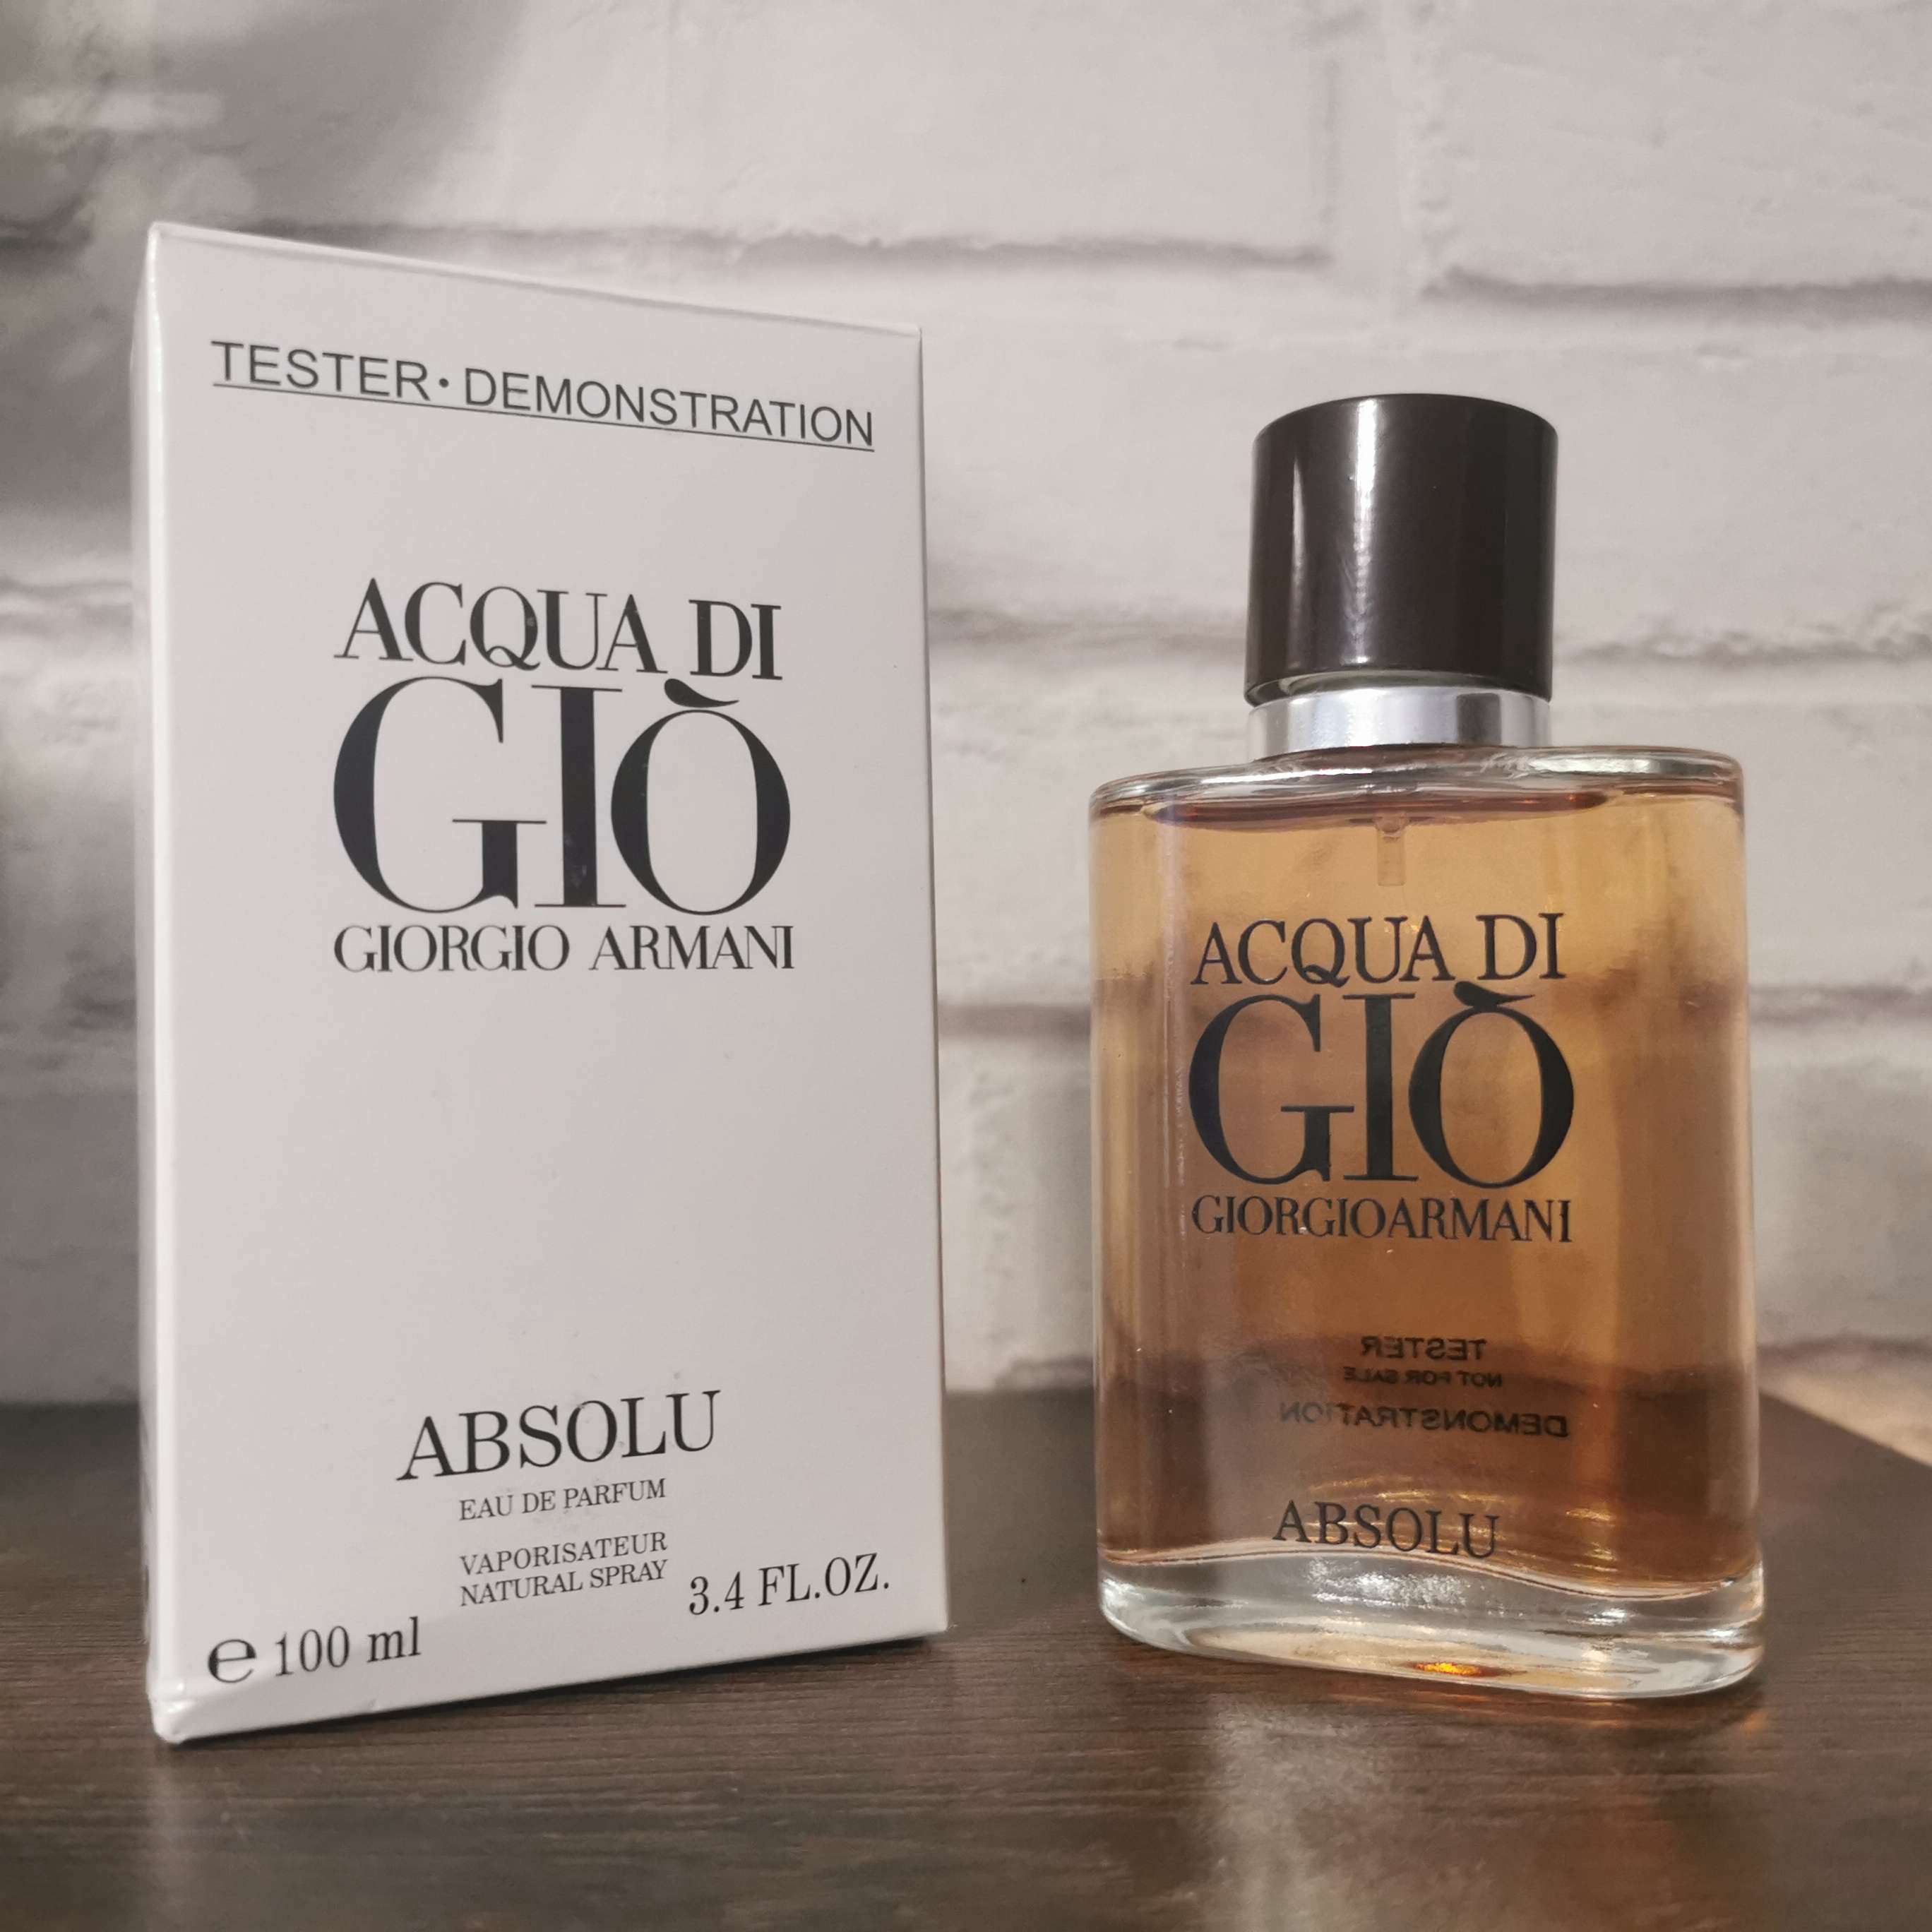 TESTER • DEMONSTRATION
ACQUA DI
GIÒ
GIORGIO ARMANI
ABSOLU
EAU DE PARFUM
VAPORISATEUR
NATURAL SPRAY
3.4 FL.OZ.
e 100 ml
ACQUA DI
GIÒ
GIORGIOARMANI
TESTER
NOT FOR SALE
DEMONSTRATION
ABSOLU